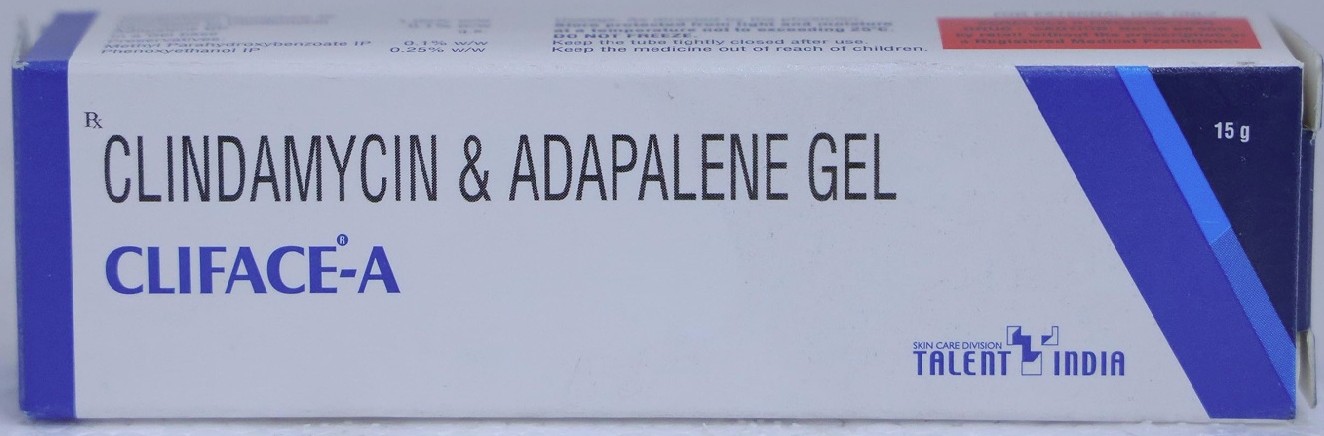 Methyl Parahydroxybenzoate IP 0.1% w/w
Phenoxyethanol IP 0.25% w/w
Store protected from light and moisture
at a temperature not exceeding 25°C.
DO NOT FREEZE.
Keep the tube tightly closed after use.
Keep the medicine out of reach of children.
Rx
CLINDAMYCIN & ADAPALENE GEL
CLIFACE®-A
15 g
SKIN CARE DIVISION
TALENT INDIA